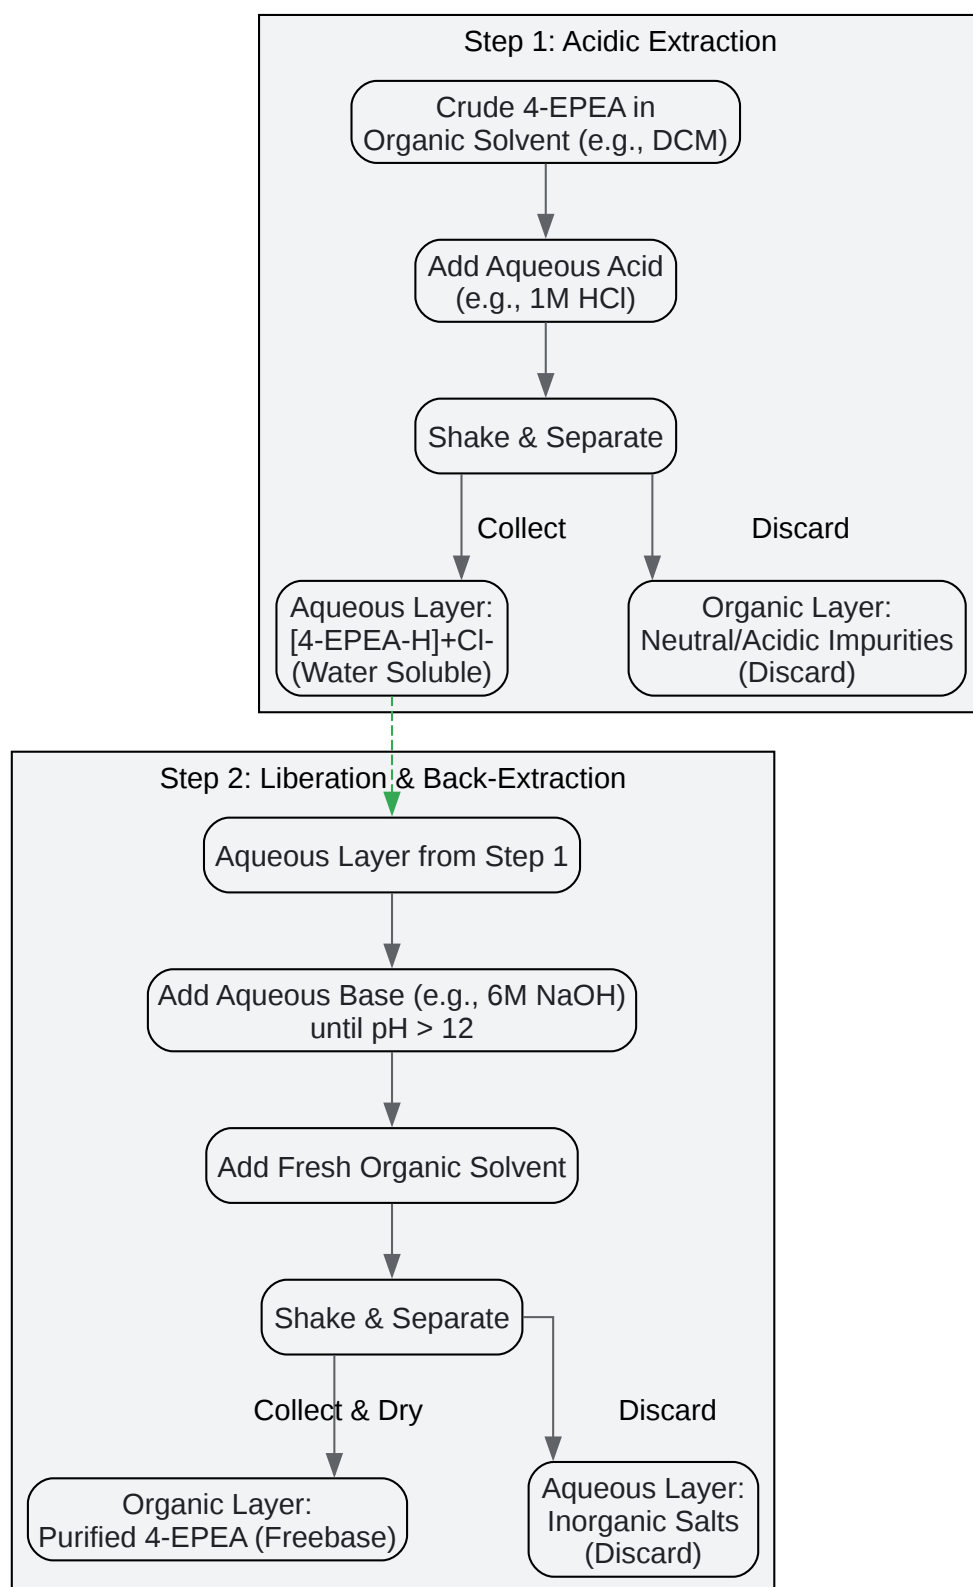 Step 1: Acidic Extraction
Crude 4-EPEA in
Organic Solvent (e.g., DCM)
Add Aqueous Acid
(e.g., 1M HCl)
Shake & Separate
Collect
Discard
Aqueous Layer:
[4-EPEA-H]+Cl-
(Water Soluble)
Organic Layer:
Neutral/Acidic Impurities
(Discard)
Step 2: Liberation & Back-Extraction
Aqueous Layer from Step 1
Add Aqueous Base (e.g., 6M NaOH)
until pH > 12
Add Fresh Organic Solvent
Shake & Separate
Collect & Dry
Discard
Organic Layer:
Purified 4-EPEA (Freebase)
Aqueous Layer:
Inorganic Salts
(Discard)